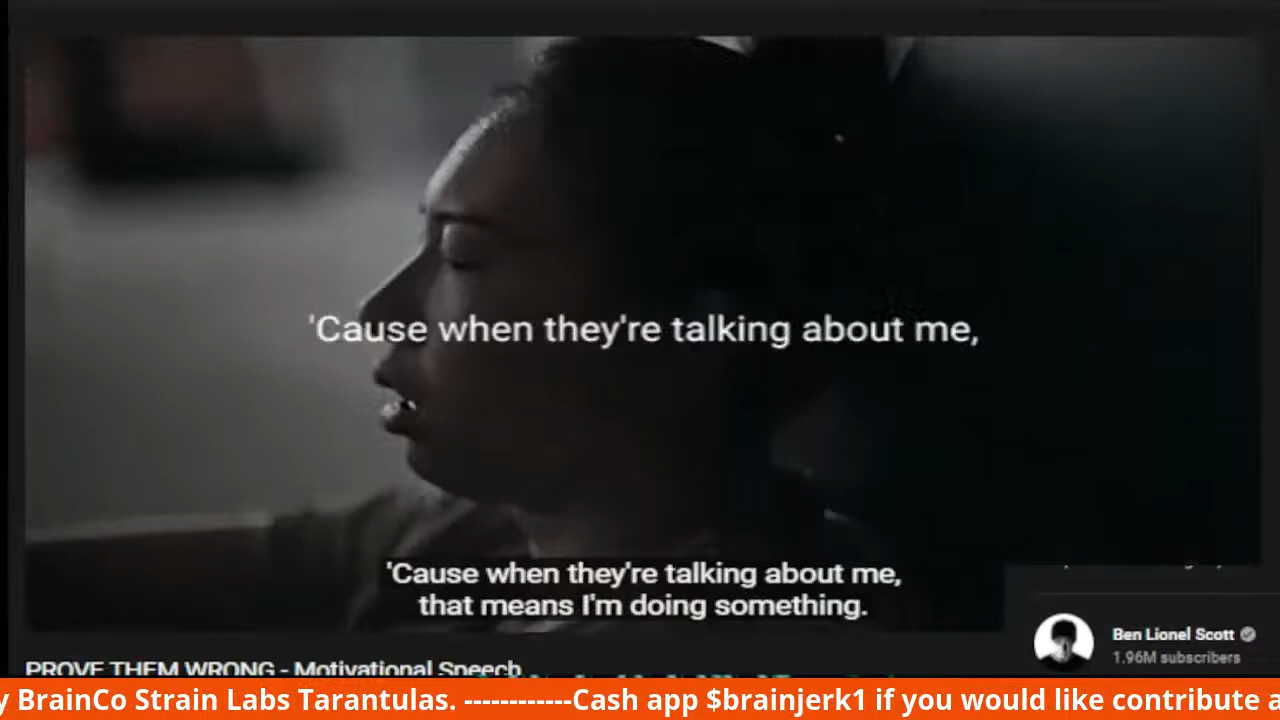 'Cause when they're talking about me,
'Cause when they're talking about me,
that means I'm doing something.
Ben Lionel Scott
1.96M subscribers
PROVE THEM WRONG - Motivational Speech
y BrainCo Strain Labs Tarantulas. ------------Cash app $brainjerk1 if you would like contribute a